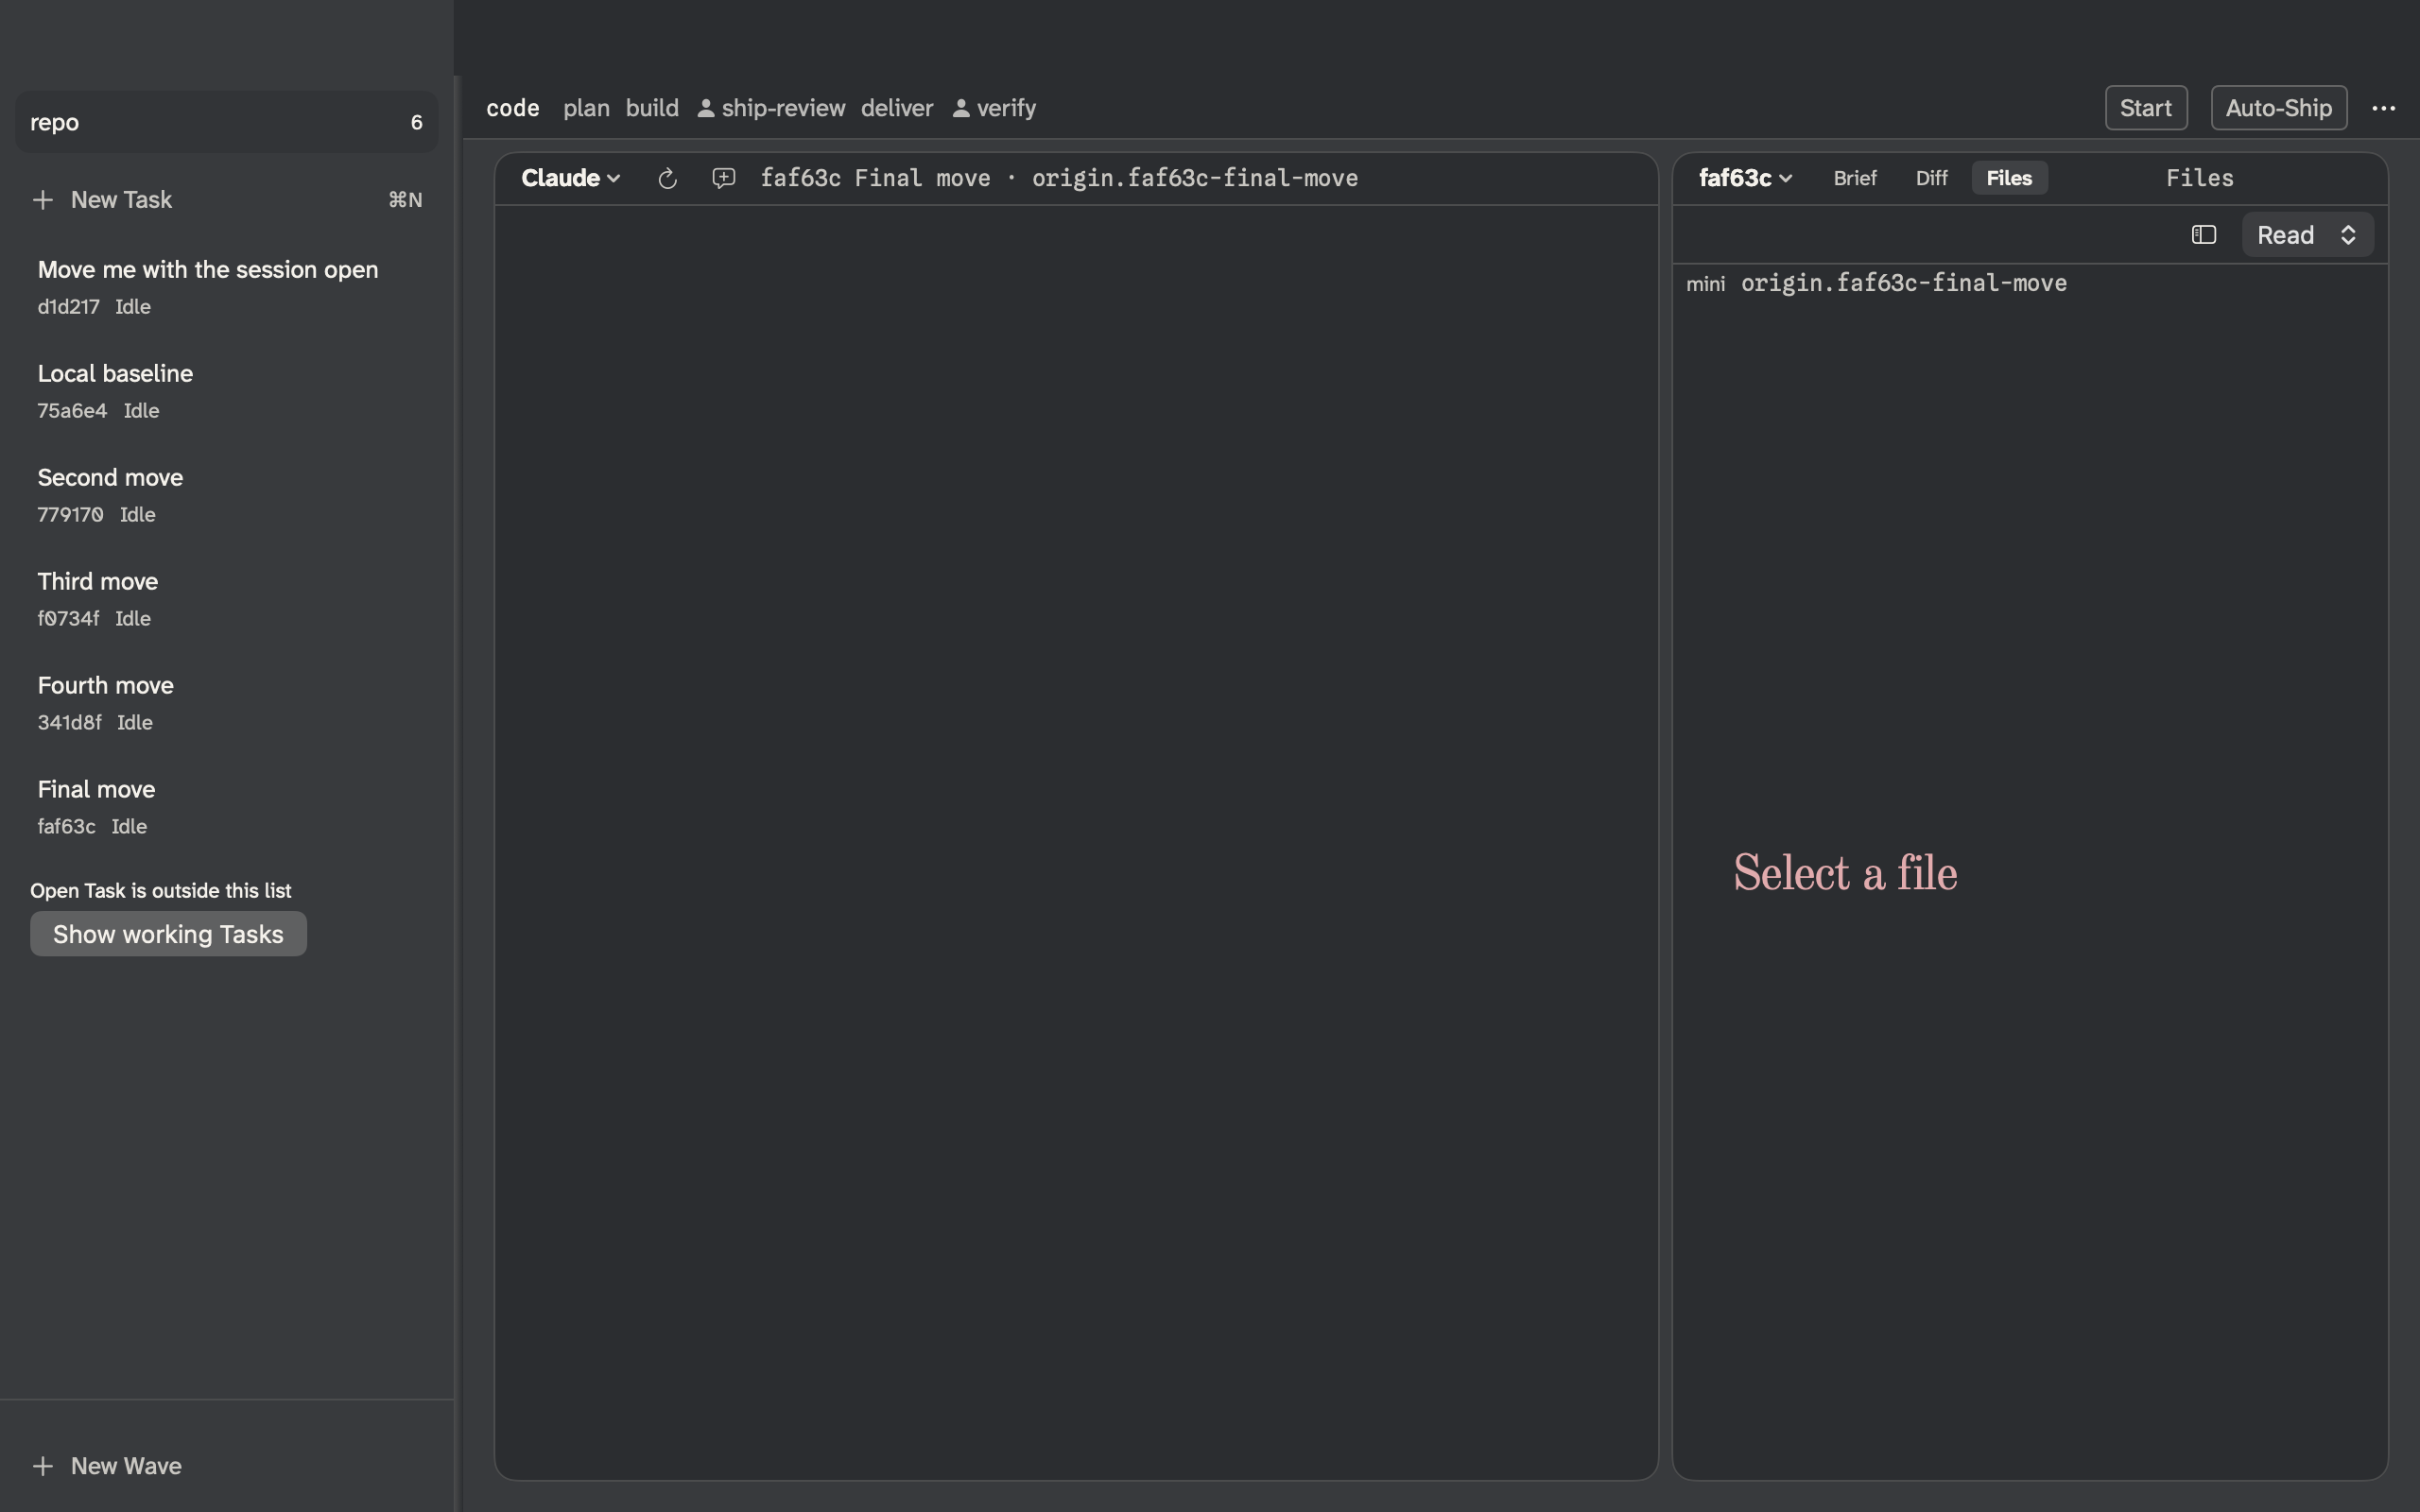 repo 6
New Task ⌘N
Move me with the session open
d1d217 Idle
Local baseline
75a6e4 Idle
Second move
779170 Idle
Third move
f0734f Idle
Fourth move
341d8f Idle
Final move
faf63c Idle
Open Task is outside this list
Show working Tasks
New Wave
code plan build ship-review deliver verify
Start Auto-Ship
Claude faf63c Final move · origin.faf63c-final-move
faf63c Brief Diff Files Files
Read
mini origin.faf63c-final-move
Select a file